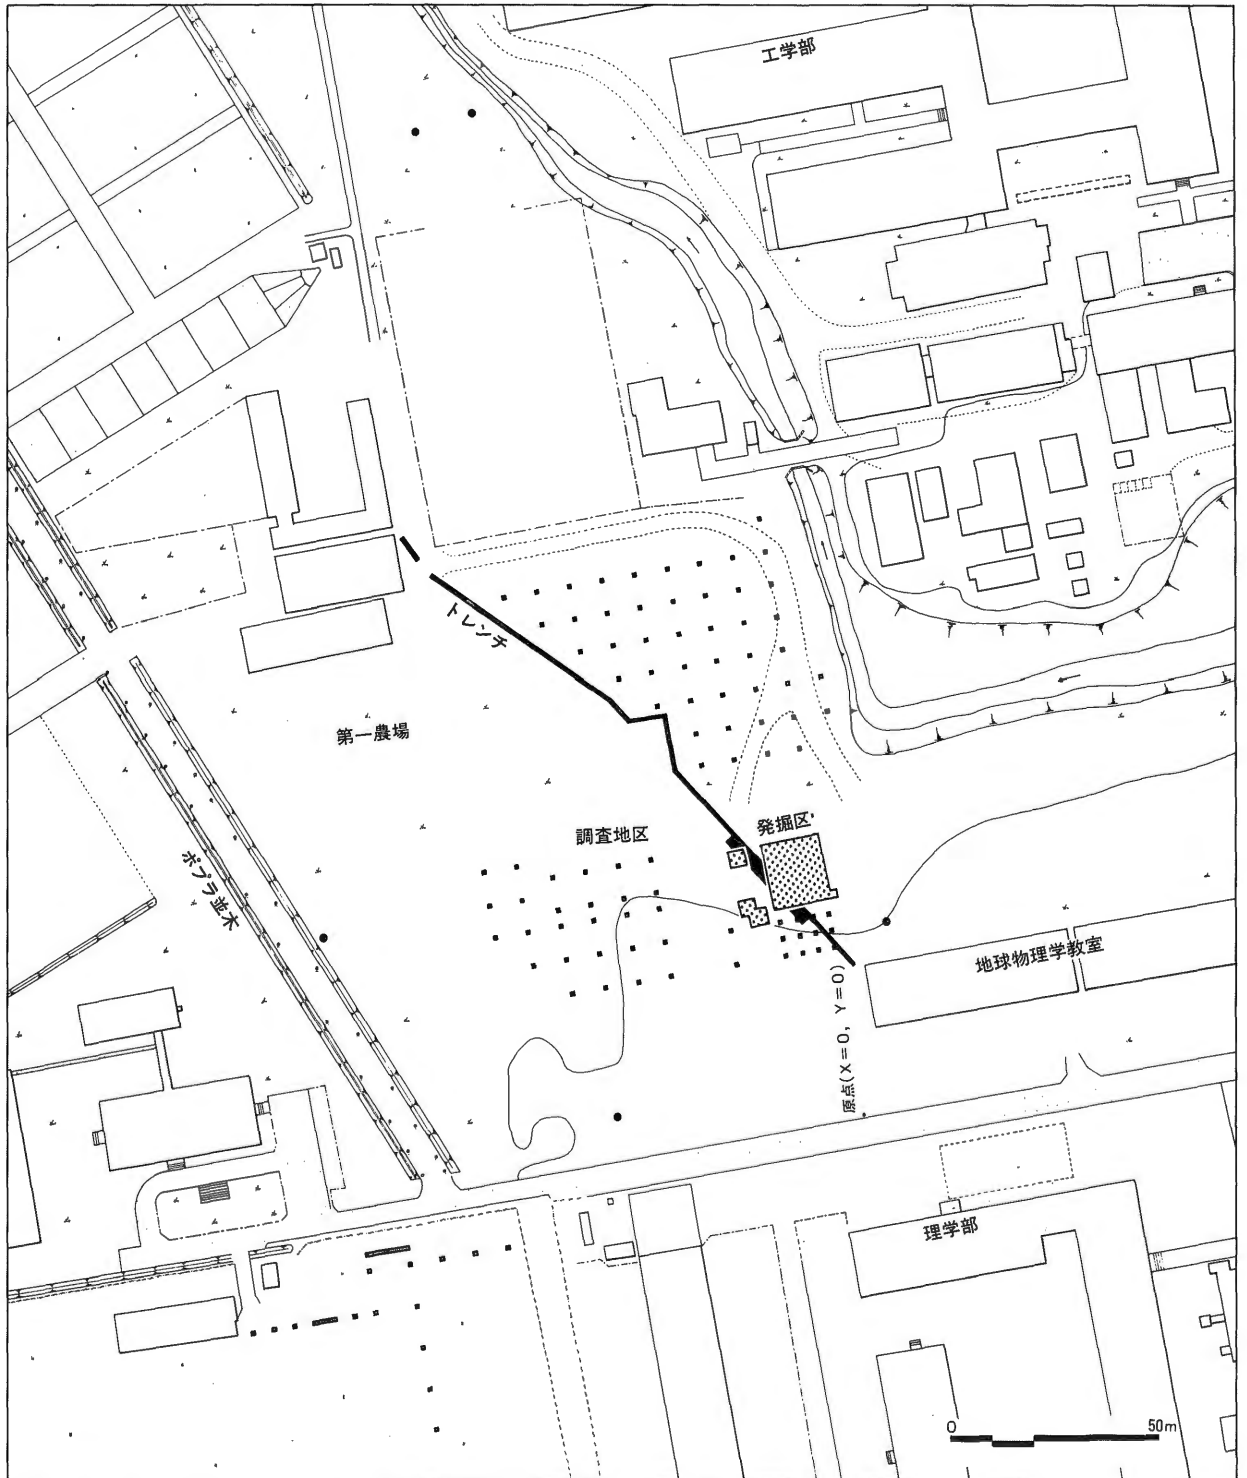 工学部
トレンチ
第一農場
調査地区
発掘区
ポプラ並木
地球物理学教室
原点(X=0, Y=0)
理学部
0 50m